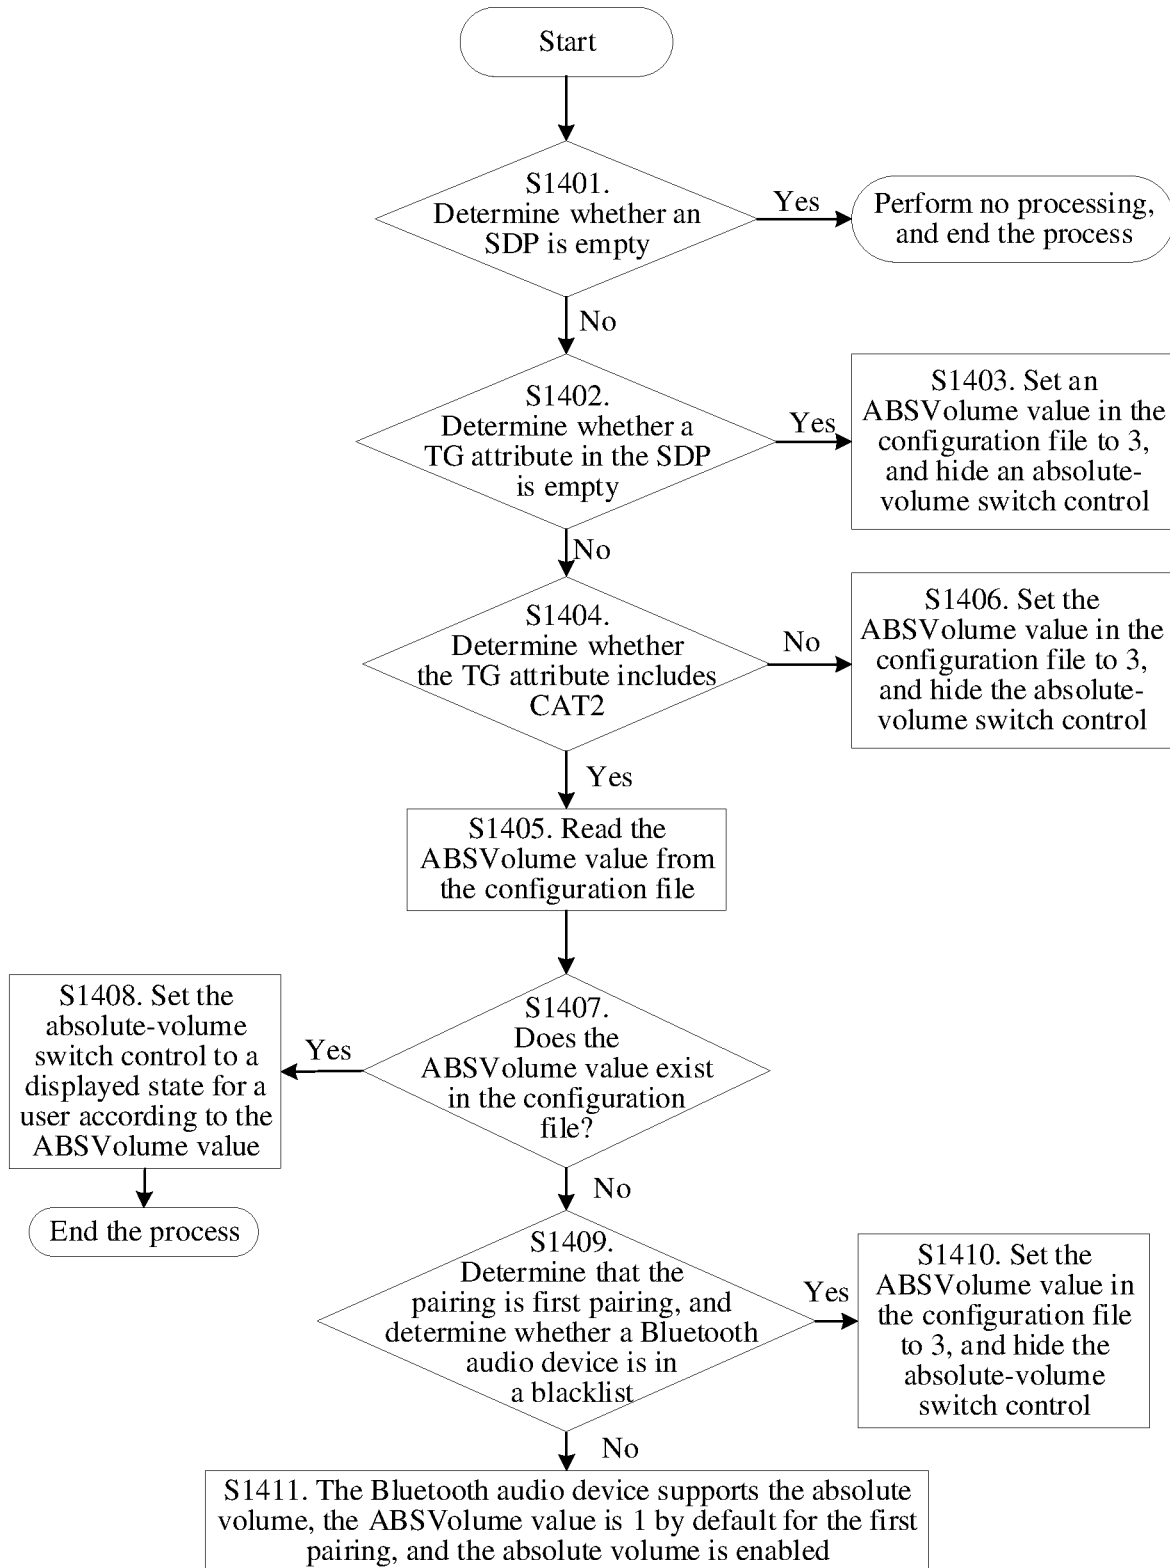 Start
S1401.
Determine whether an
SDP is empty
Yes
Perform no processing,
and end the process
No
S1402.
Determine whether a
TG attribute in the SDP
is empty
Yes
S1403. Set an
ABSVolume value in the
configuration file to 3,
and hide an absolute-
volume switch control
No
S1404.
Determine whether
the TG attribute includes
CAT2
No
S1406. Set the
ABSVolume value in the
configuration file to 3,
and hide the absolute-
volume switch control
Yes
S1405. Read the
ABSVolume value from
the configuration file
S1407.
Does the
ABSVolume value exist
in the configuration
file?
Yes
S1408. Set the
absolute-volume
switch control to a
displayed state for a
user according to the
ABSVolume value
End the process
No
S1409.
Determine that the
pairing is first pairing, and
determine whether a Bluetooth
audio device is in
a blacklist
Yes
S1410. Set the
ABSVolume value in
the configuration file
to 3, and hide the
absolute-volume
switch control
No
S1411. The Bluetooth audio device supports the absolute
volume, the ABSVolume value is 1 by default for the first
pairing, and the absolute volume is enabled